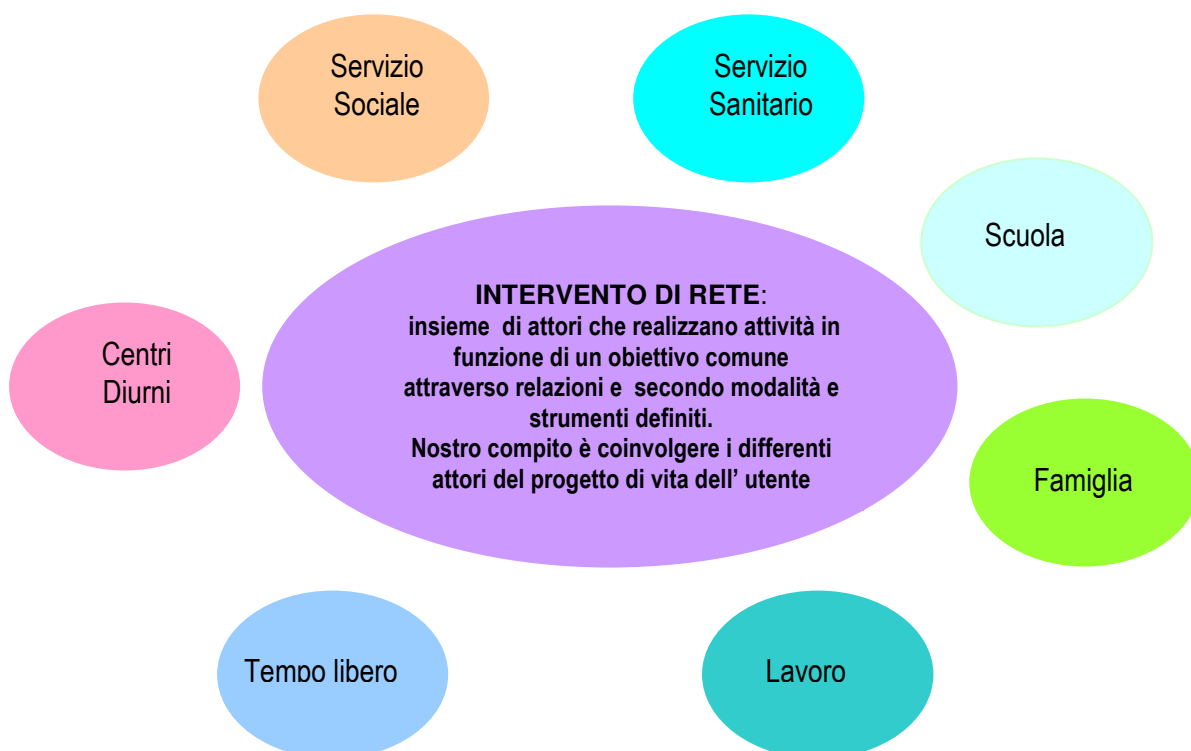 Servizio
Sociale
Servizio
Sanitario
Scuola
INTERVENTO DI RETE:
insieme di attori che realizzano attività in
funzione di un obiettivo comune
attraverso relazioni e secondo modalità e
strumenti definiti.
Nostro compito è coinvolgere i differenti
attori del progetto di vita dell’ utente
Centri
Diurni
Famiglia
Tempo libero
Lavoro